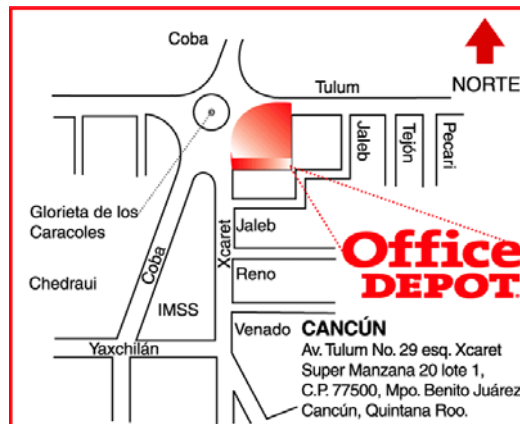 Coba
NORTE
Tulum
Jaleb
Tejón
Pecari
Glorieta de los
Caracoles
Jaleb
Xcaret
Coba
Chedraui
Reno
IMSS
Yaxchilán
Venado
Office
DEPOT.
CANCÚN
Av. Tulum No. 29 esq. Xcaret
Super Manzana 20 lote 1,
C.P. 77500, Mpo. Benito Juárez
Cancún, Quintana Roo.